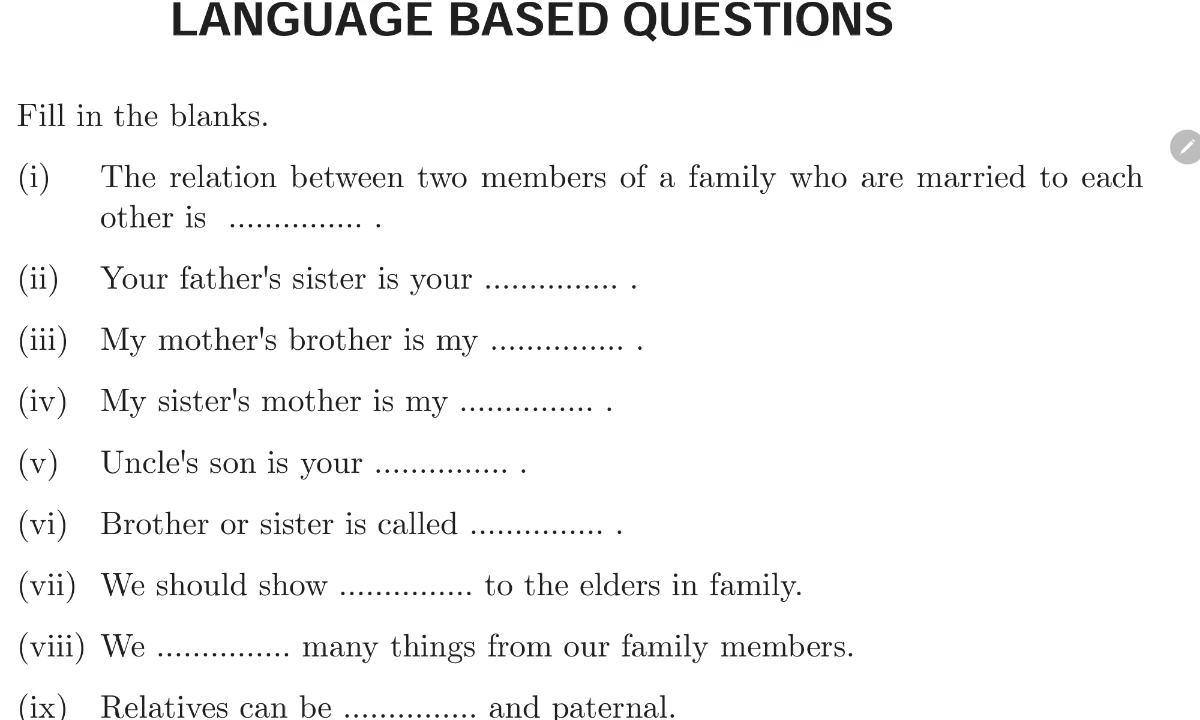 LANGUAGE BASED QUESTIONS
Fill in the blanks.
(i) The relation between two members of a family who are married to each
other is ............... .
(ii) Your father's sister is your ............... .
(iii) My mother's brother is my ............... .
(iv) My sister's mother is my ............... .
(v) Uncle's son is your ............... .
(vi) Brother or sister is called ............... .
(vii) We should show ............... to the elders in family.
(viii) We ............... many things from our family members.
(ix) Relatives can be ............... and paternal.